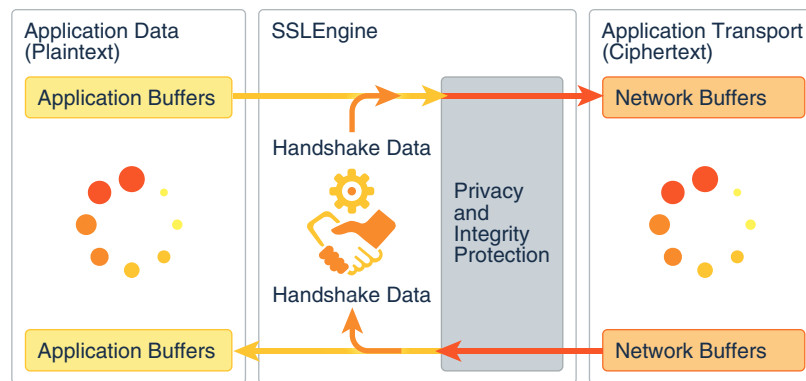 Application Data
(Plaintext)
SSLEngine
Application Transport
(Ciphertext)
Application Buffers
Network Buffers
Handshake Data
Privacy
and
Integrity
Protection
Handshake Data
Application Buffers
Network Buffers